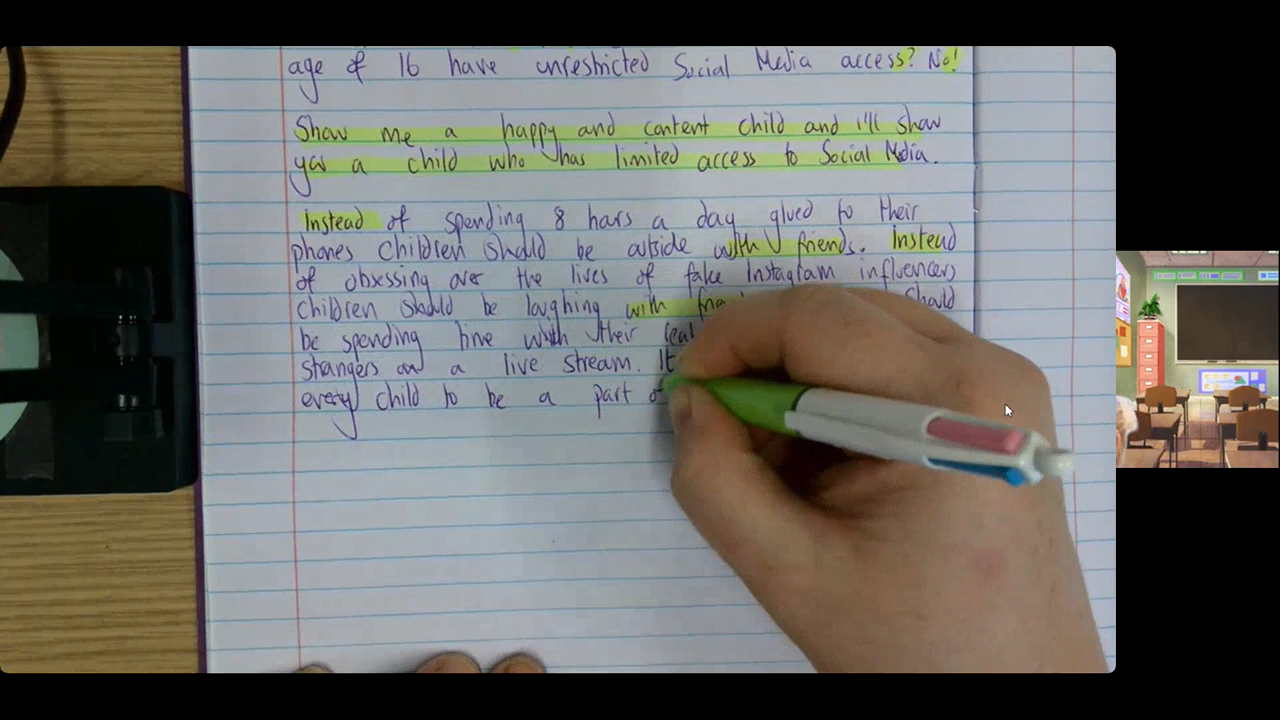 age of 16 have unrestricted Social Media access? No!
Show me a happy and content child and i'll show
you a child who has limited access to Social Media.
Instead of spending 8 hours a day glued to their
phones children should be outside with friends. Instead
of obsessing over the lives of fake Instagram influencers
children should be laughing with should
be spending time with their
strangers on a live stream. It
every child to be a part